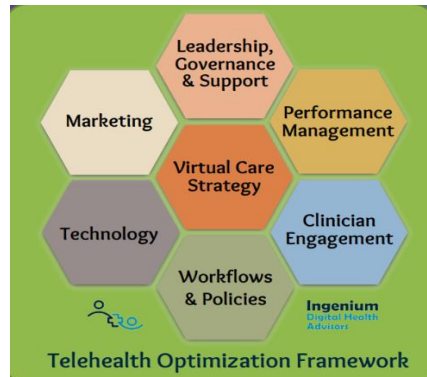 Leadership,
Governance
& Support
Marketing
Performance
Management
Virtual Care
Strategy
Technology
Clinician
Engagement
Workflows
& Policies
Ingenium
Digital Health
Advisors
Telehealth Optimization Framework